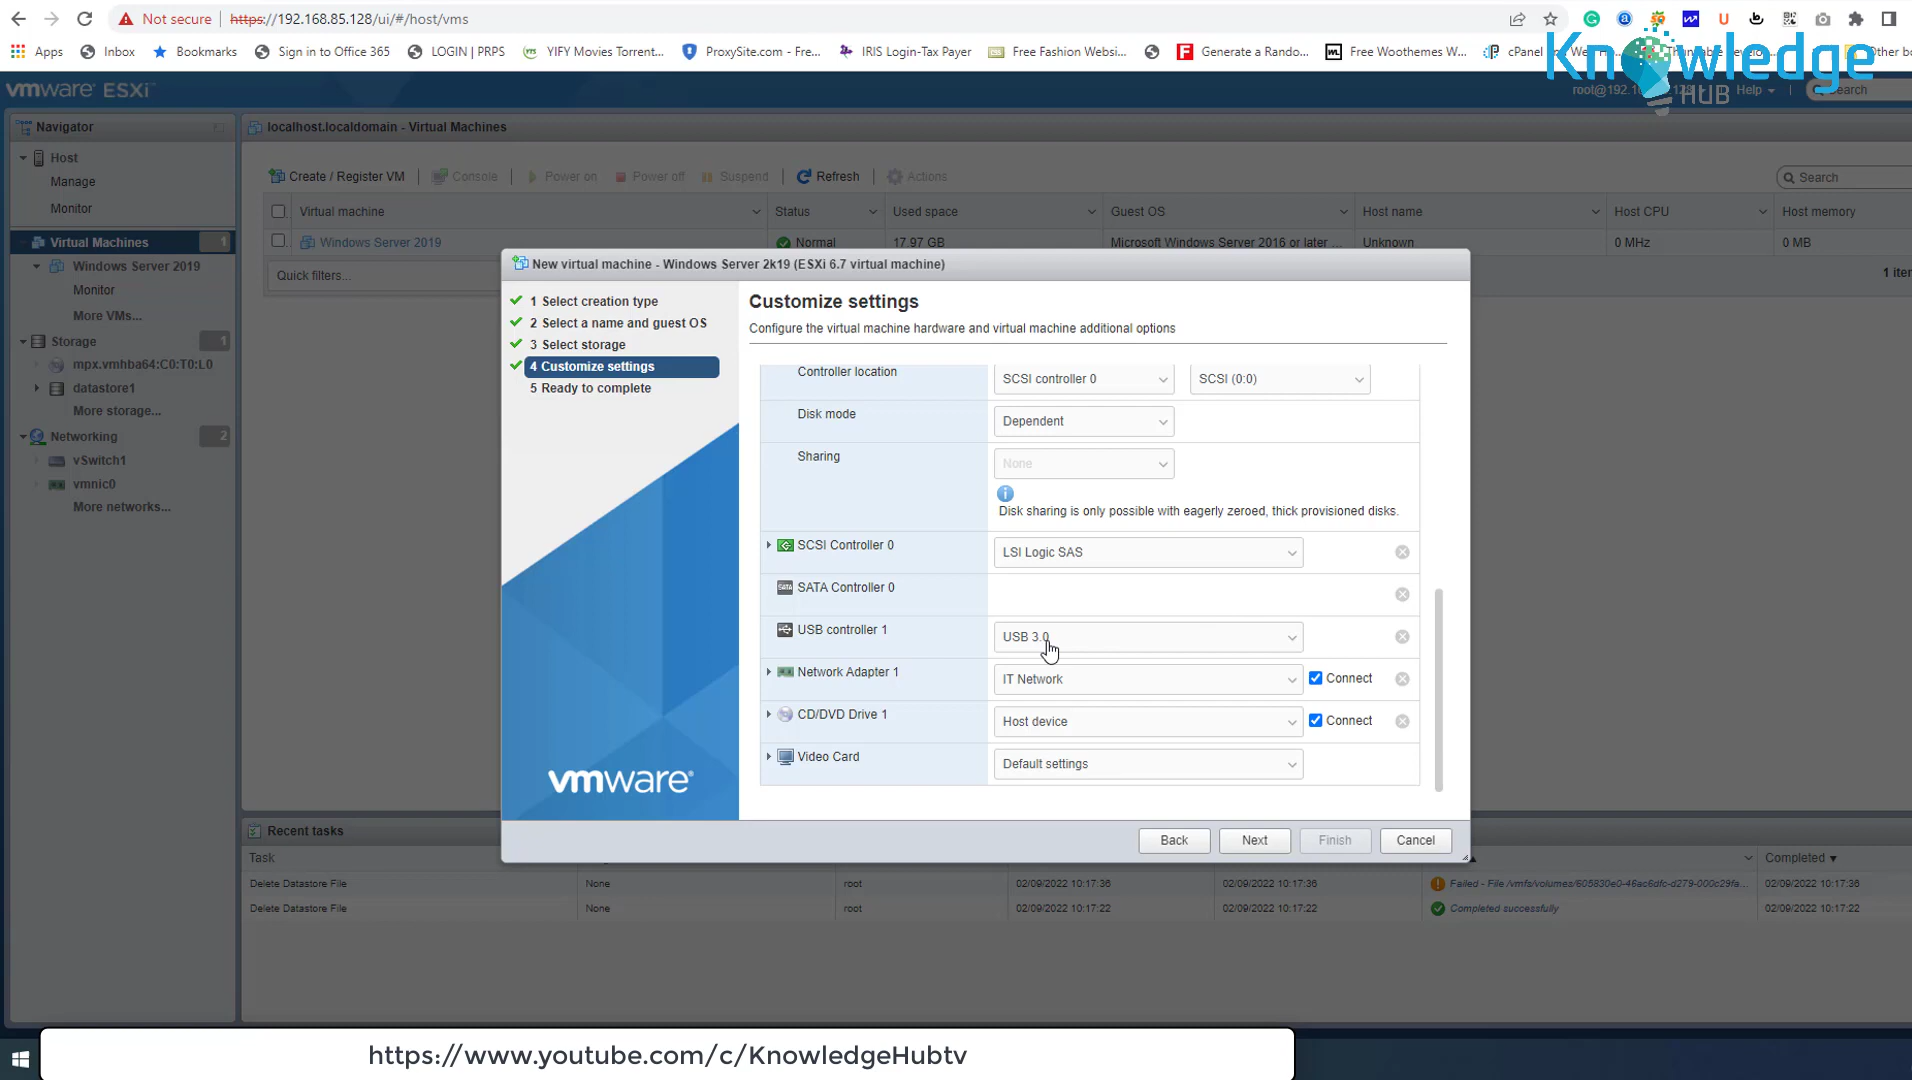 Not secure
https://192.168.85.128/ui/#/host/vms
Apps
Inbox
Bookmarks
Sign in to Office 365
LOGIN | PRPS
YIFY Movies Torrent...
ProxySite.com - Fre...
IRIS Login-Tax Payer
Free Fashion Websi...
Generate a Rando...
Free Woothemes W...
Other bo
Knowledge
HUB
vmware ESXi
Help
Search
Navigator
localhost.localdomain - Virtual Machines
Host
Manage
Monitor
Create / Register VM
Console
Power on
Power off
Suspend
Refresh
Actions
Search
Virtual machine
Status
Used space
Guest OS
Host name
Host CPU
Host memory
Windows Server 2019
Normal
17.97 GB
Microsoft Windows Server 2016 or later ...
Unknown
0 MHz
0 MB
Quick filters...
1 iter
Virtual Machines
1
Windows Server 2019
Monitor
More VMs...
Storage
1
mpx.vmhba64:C0:T0:L0
datastore1
More storage...
Networking
2
vSwitch1
vmnic0
More networks...
New virtual machine - Windows Server 2k19 (ESXi 6.7 virtual machine)
1 Select creation type
2 Select a name and guest OS
3 Select storage
4 Customize settings
5 Ready to complete
vmware
Customize settings
Configure the virtual machine hardware and virtual machine additional options
Controller location
SCSI controller 0
SCSI (0:0)
Disk mode
Dependent
Sharing
None
Disk sharing is only possible with eagerly zeroed, thick provisioned disks.
SCSI Controller 0
LSI Logic SAS
SATA Controller 0
USB controller 1
USB 3.0
Network Adapter 1
IT Network
Connect
CD/DVD Drive 1
Host device
Connect
Video Card
Default settings
Back
Next
Finish
Cancel
Recent tasks
Task
Completed
Delete Datastore File
None
root
02/09/2022 10:17:36
02/09/2022 10:17:36
Failed - File /vmfs/volumes/605830e0-46ac6dfc-d279-000c29fa...
02/09/2022 10:17:36
Delete Datastore File
None
root
02/09/2022 10:17:22
02/09/2022 10:17:22
Completed successfully
02/09/2022 10:17:22
https://www.youtube.com/c/KnowledgeHubtv